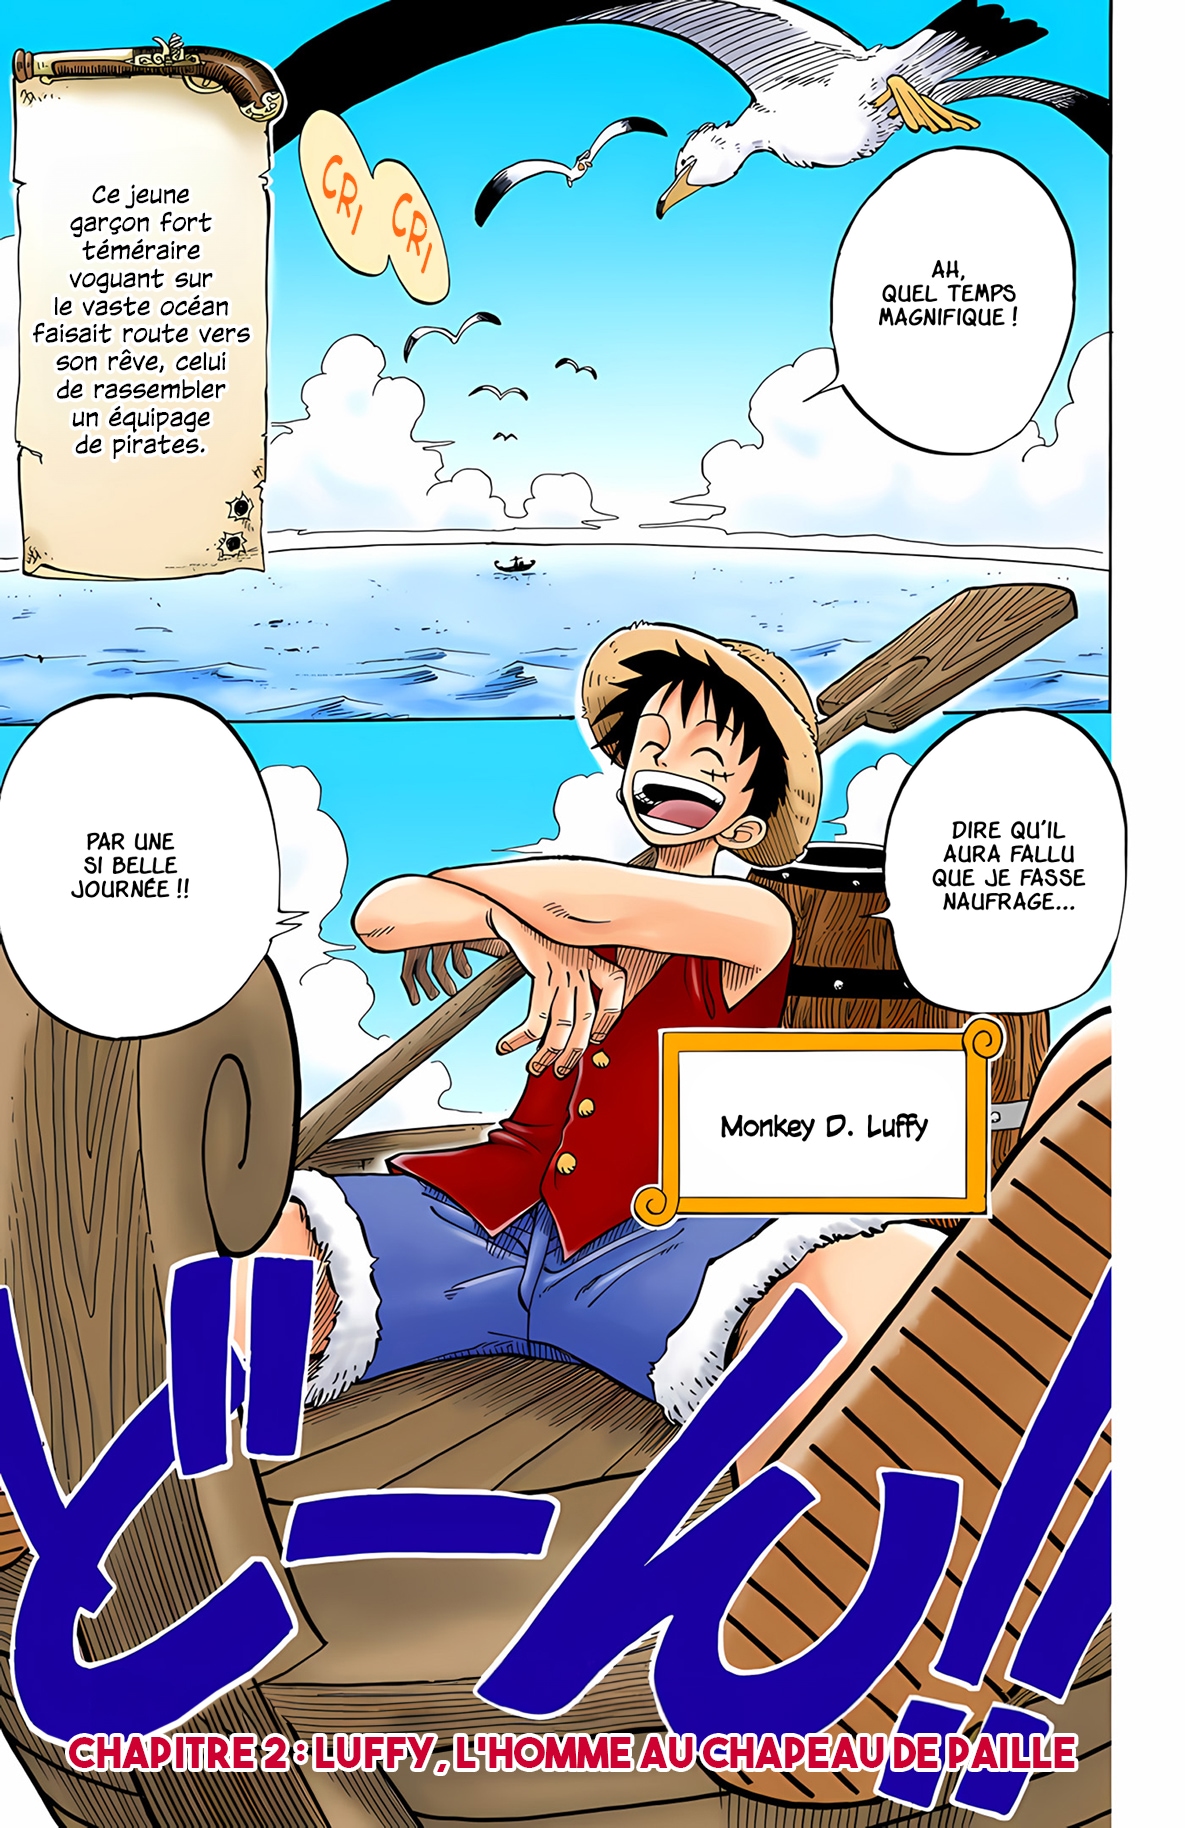 AH,
QUEL TEMPS
MAGNIFIQUE !
CRI
CRI
Ce jeune
garçon fort
téméraire
voguant sur
le vaste océan
faisait route vers
son rêve, celui
de rassembler
un équipage
de pirates.
DIRE QU'IL
AURA FALLU
QUE JE FASSE
NAUFRAGE...
PAR UNE
SI BELLE
JOURNÉE !!
Monkey D. Luffy
どーん!!
CHAPITRE 2 : LUFFY, L'HOMME AU CHAPEAU DE PAILLE